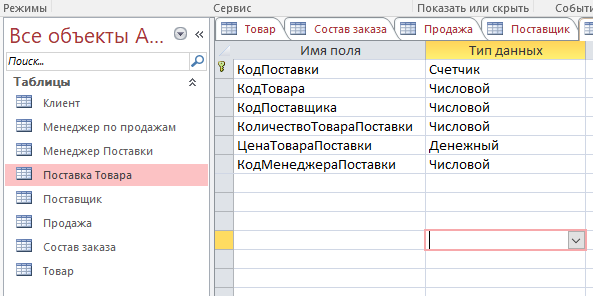 Режимы Сервис Показать или скрыть Событи
Все объекты A...
Поиск...
Таблицы
Клиент
Менеджер по продажам
Менеджер Поставки
Поставка Товара
Поставщик
Продажа
Состав заказа
Товар
Товар Состав заказа Продажа Поставщик
Имя поля Тип данных
КодПоставки Счетчик
КодТовара Числовой
КодПоставщика Числовой
КоличествоТовараПоставки Числовой
ЦенаТовараПоставки Денежный
КодМенеджераПоставки Числовой